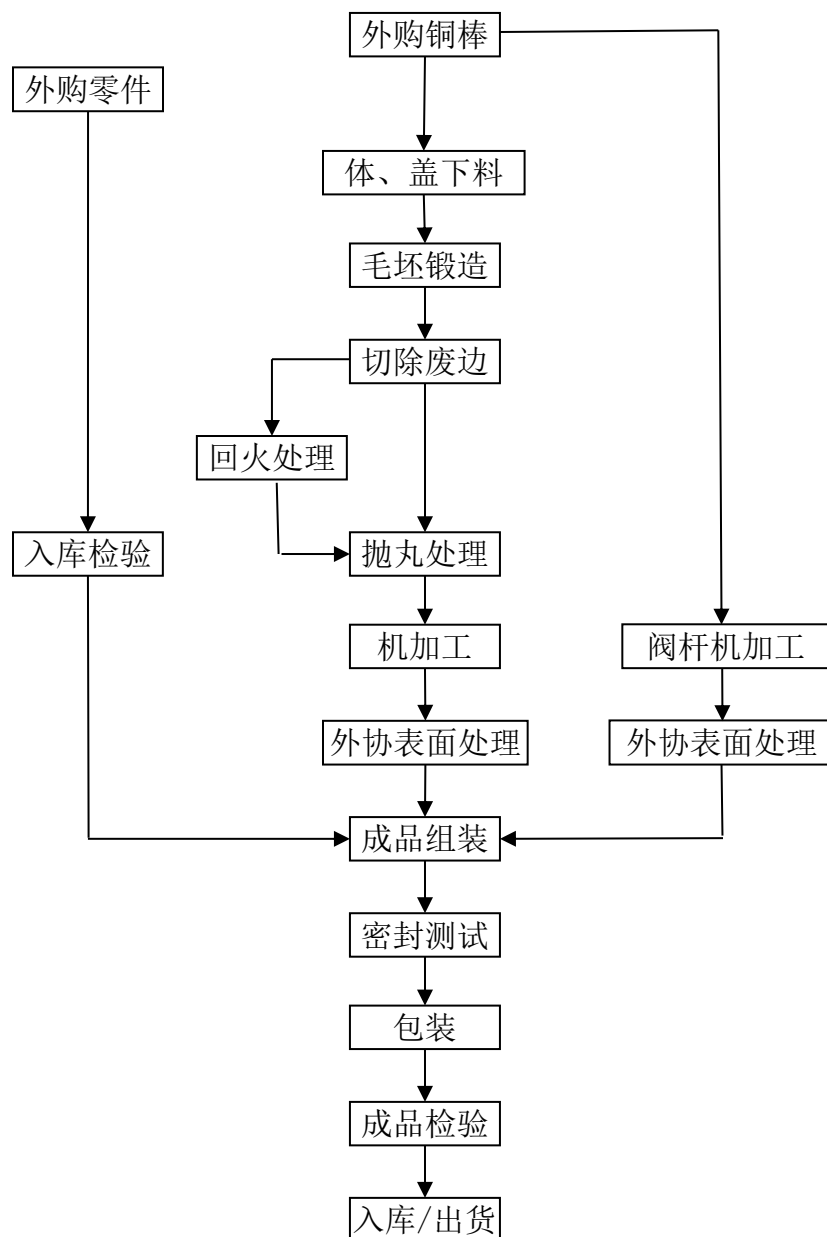 外购铜棒
外购零件
体、盖下料
毛坯锻造
切除废边
回火处理
入库检验
抛丸处理
机加工
阀杆机加工
外协表面处理
外协表面处理
成品组装
密封测试
包装
成品检验
入库/出货